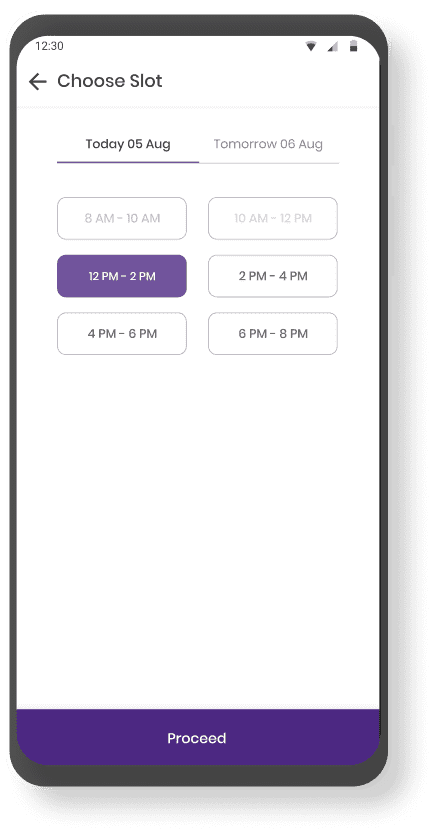 12:30
Choose Slot
Today 05 Aug Tomorrow 06 Aug
8 AM - 10 AM 10 AM - 12 PM
12 PM - 2 PM 2 PM - 4 PM
4 PM - 6 PM 6 PM - 8 PM
Proceed